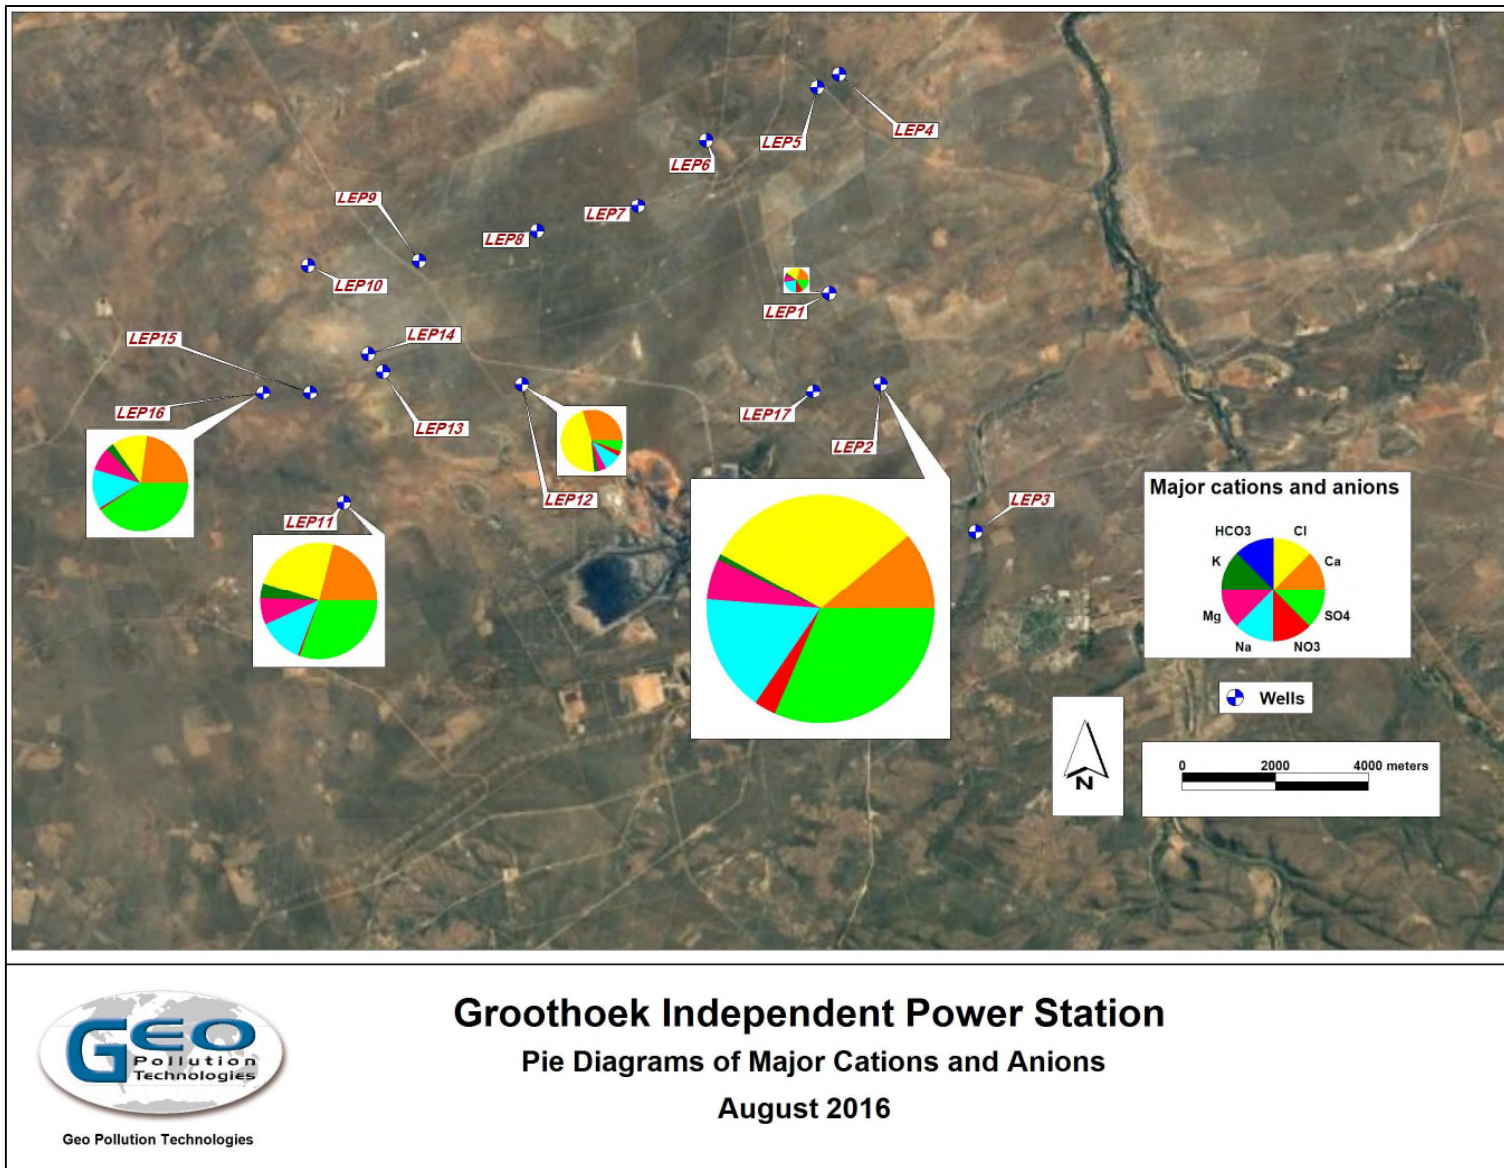 LEP4
LEP5
LEP6
LEP9
LEP7
LEP8
LEP10
LEP1
LEP15
LEP14
LEP16
LEP13
LEP17
LEP2
LEP12
LEP3
LEP11
Major cations and anions
HCO3
Cl
K
Ca
Mg
SO4
Na
NO3
Wells
N
0 2000 4000 meters
GEO
Pollution
Technologies
Geo Pollution Technologies
Groothoek Independent Power Station
Pie Diagrams of Major Cations and Anions
August 2016